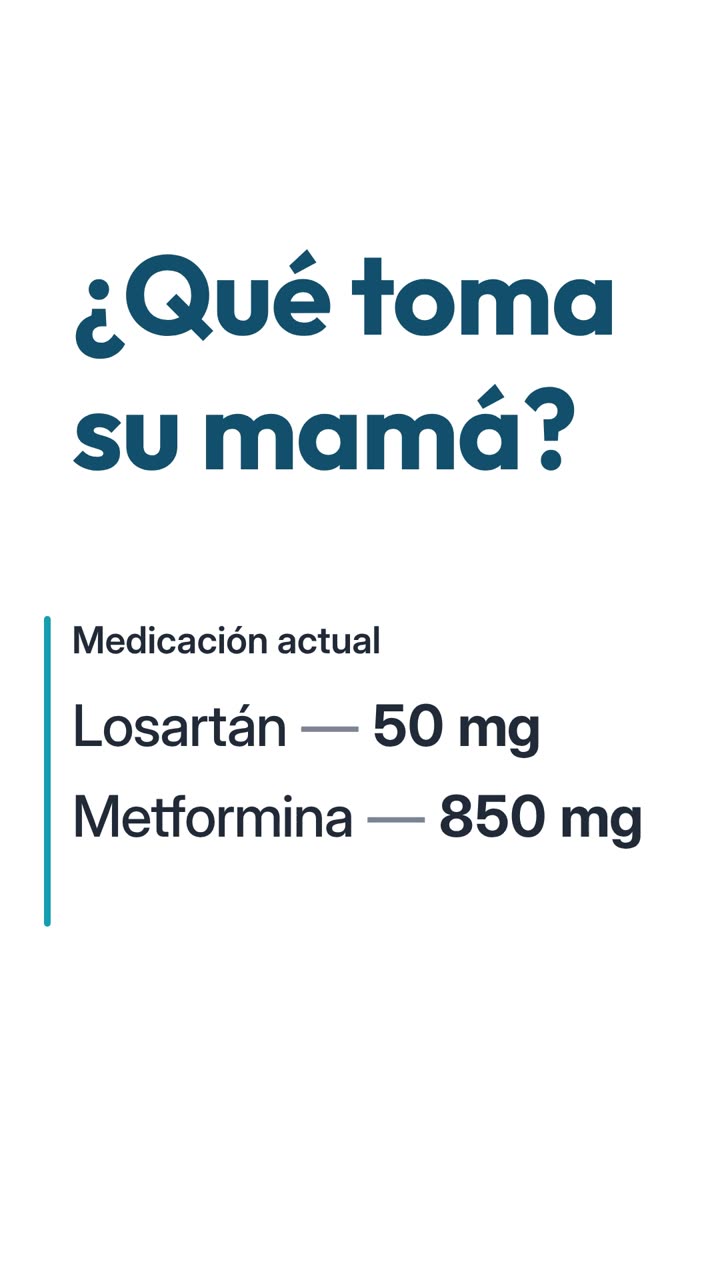 ¿Qué toma
su mamá?
Medicación actual
Losartán — 50 mg
Metformina — 850 mg